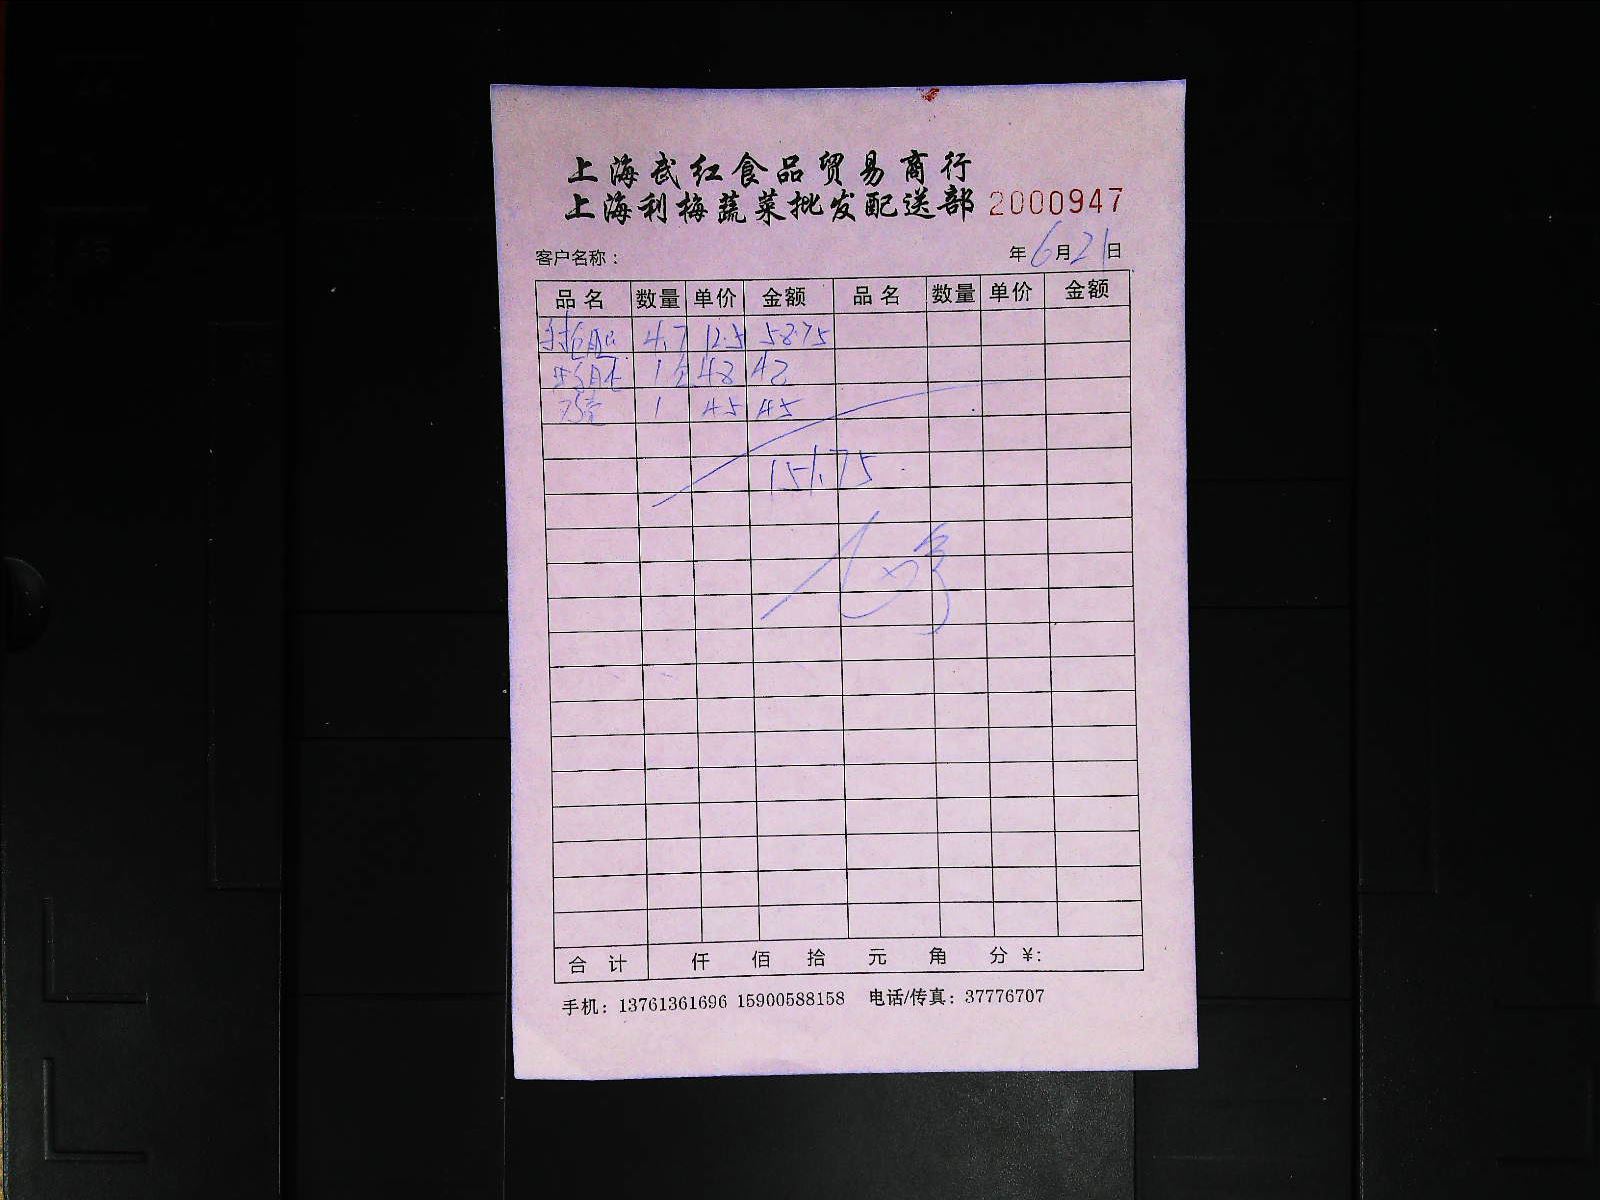 上海武红食品贸易商行
上海利梅蔬菜批发配送部 2000947
客户名称： 年6月21日
品名 数量 单价 金额 品名 数量 单价 金额
4.7 12.5 58.75
1 48 48
1 45 45
151.75
合计 仟 佰 拾 元 角 分 ¥:
手机：13761361696 15900588158 电话/传真：37776707